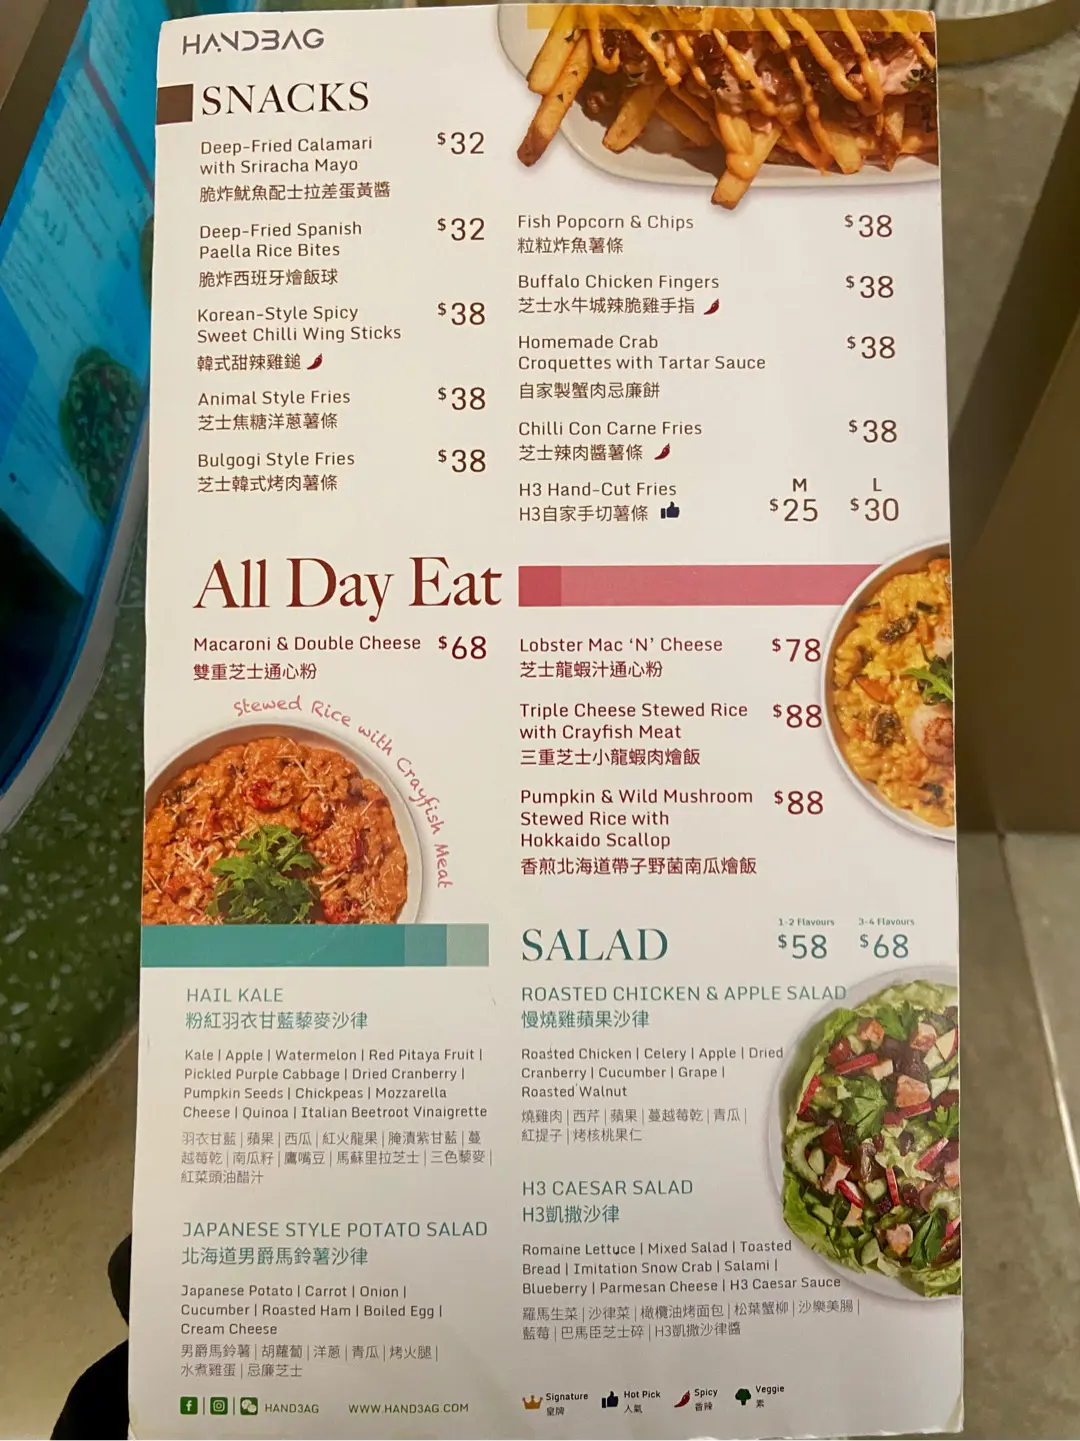 HAND3AG
SNACKS
Deep-Fried Calamari
with Sriracha Mayo
$32
脆炸魷魚配士拉差蛋黃醬
Deep-Fried Spanish
Paella Rice Bites
$32
脆炸西班牙燴飯球
Korean-Style Spicy
Sweet Chilli Wing Sticks
$38
韓式甜辣雞鎚
Animal Style Fries
$38
芝士焦糖洋蔥薯條
Bulgogi Style Fries
$38
芝士韓式烤肉薯條
Fish Popcorn & Chips
$38
粒粒炸魚薯條
Buffalo Chicken Fingers
$38
芝士水牛城辣脆雞手指
Homemade Crab
Croquettes with Tartar Sauce
$38
自家製蟹肉忌廉餅
Chilli Con Carne Fries
$38
芝士辣肉醬薯條
H3 Hand-Cut Fries
H3自家手切薯條
M L
$25 $30
All Day Eat
Macaroni & Double Cheese $68
雙重芝士通心粉
Stewed Rice with Crayfish Meat
Lobster Mac ‘N’ Cheese $78
芝士龍蝦汁通心粉
Triple Cheese Stewed Rice
with Crayfish Meat
$88
三重芝士小龍蝦肉燴飯
Pumpkin & Wild Mushroom
Stewed Rice with
Hokkaido Scallop
$88
香煎北海道帶子野菌南瓜燴飯
SALAD
1-2 Flavours 3-4 Flavours
$58 $68
HAIL KALE
粉紅羽衣甘藍藜麥沙律
Kale | Apple | Watermelon | Red Pitaya Fruit |
Pickled Purple Cabbage | Dried Cranberry |
Pumpkin Seeds | Chickpeas | Mozzarella
Cheese | Quinoa | Italian Beetroot Vinaigrette
羽衣甘藍 | 蘋果 | 西瓜 | 紅火龍果 | 腌漬紫甘藍 | 蔓
越莓乾 | 南瓜籽 | 鷹嘴豆 | 馬蘇里拉芝士 | 三色藜麥 |
紅菜頭油醋汁
JAPANESE STYLE POTATO SALAD
北海道男爵馬鈴薯沙律
Japanese Potato | Carrot | Onion |
Cucumber | Roasted Ham | Boiled Egg |
Cream Cheese
男爵馬鈴薯 | 胡蘿蔔 | 洋蔥 | 青瓜 | 烤火腿 |
水煮雞蛋 | 忌廉芝士
ROASTED CHICKEN & APPLE SALAD
慢燒雞蘋果沙律
Roasted Chicken | Celery | Apple | Dried
Cranberry | Cucumber | Grape |
Roasted Walnut
燒雞肉 | 西芹 | 蘋果 | 蔓越莓乾 | 青瓜 |
紅提子 | 烤核桃果仁
H3 CAESAR SALAD
H3凱撒沙律
Romaine Lettuce | Mixed Salad | Toasted
Bread | Imitation Snow Crab | Salami |
Blueberry | Parmesan Cheese | H3 Caesar Sauce
羅馬生菜 | 沙律菜 | 橄欖油烤面包 | 松葉蟹柳 | 沙樂美腸 |
藍莓 | 巴馬臣芝士碎 | H3凱撒沙律醬
HAND3AG WWW.HAND3AG.COM
Signature
皇牌
Hot Pick
人氣
Spicy
香辣
Veggie
素